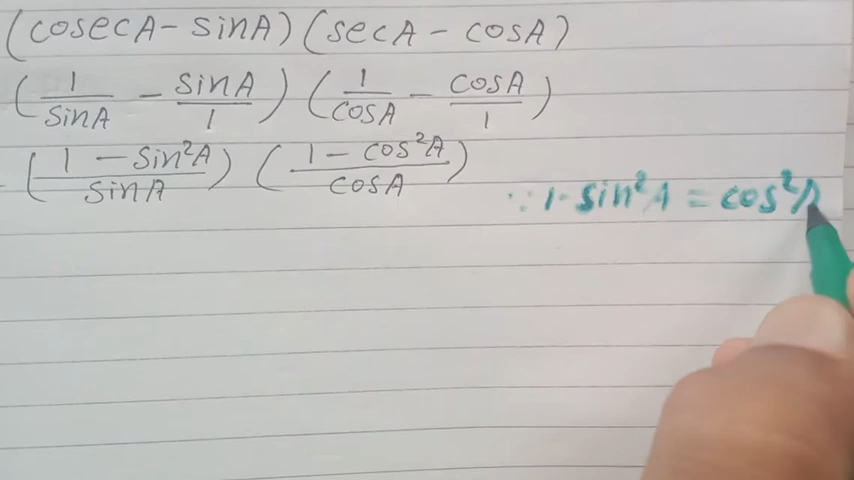 (cosecA - sinA) (secA - cosA)
(1/sinA - sinA/1) (1/cosA - cosA/1)
(1 - sin²A/sinA) (1 - cos²A/cosA)
∵ 1 - sin²A = cos²A